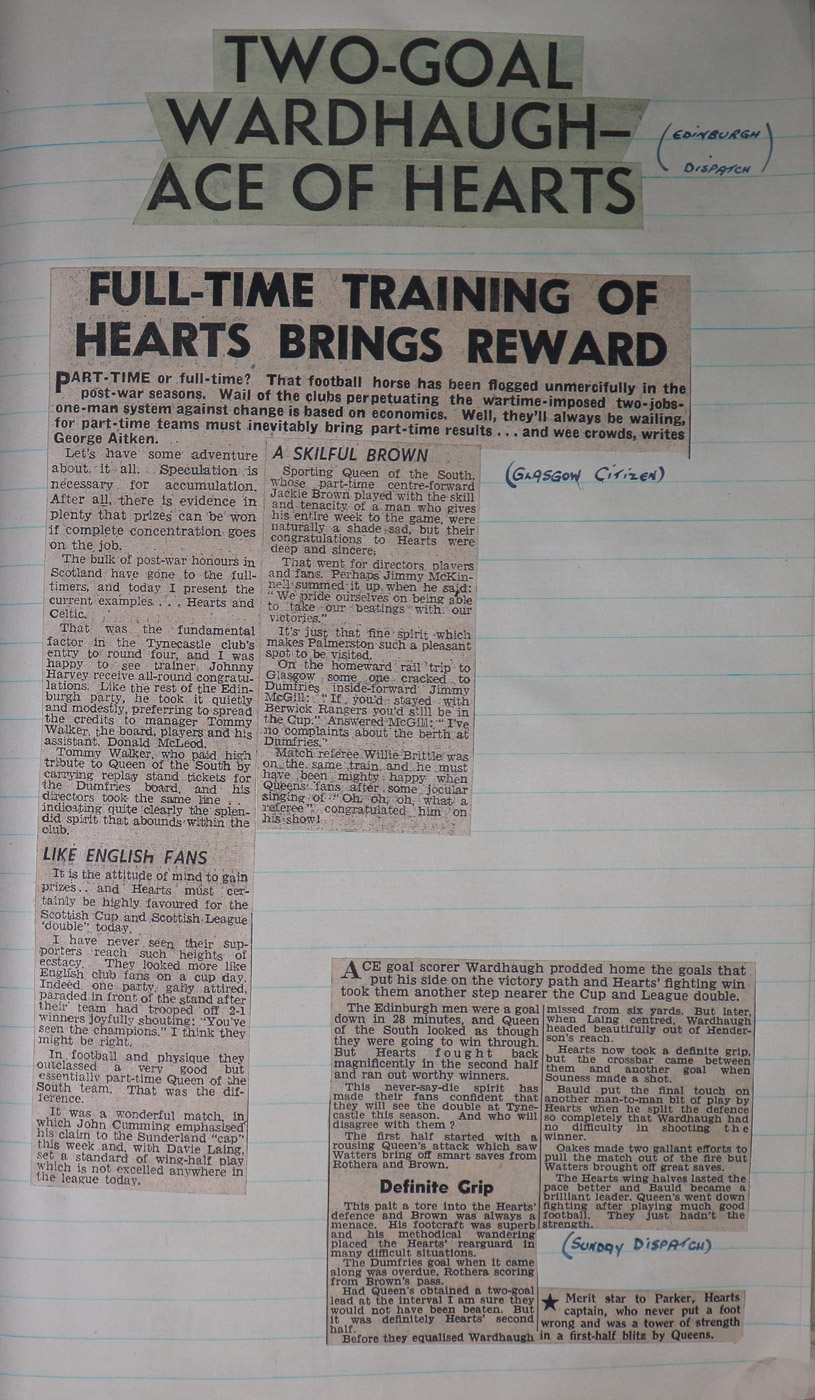 TWO-GOAL
WARDHAUGH–
ACE OF HEARTS
(EDINBURGH
DISPATCH)
FULL-TIME TRAINING OF
HEARTS BRINGS REWARD
PART-TIME or full-time? That football horse has been flogged unmercifully in the
post-war seasons. Wail of the clubs perpetuating the wartime-imposed two-jobs-
one-man system against change is based on economics. Well, they'll always be wailing,
for part-time teams must inevitably bring part-time results . . . and wee crowds, writes
George Aitken.
Let's have some adventure
about it all. Speculation is
necessary for accumulation.
After all, there is evidence in
plenty that prizes can be won
if complete concentration goes
on the job.
The bulk of post-war honours in
Scotland have gone to the full-
timers, and today I present the
current examples . . . Hearts and
Celtic.
That was the fundamental
factor in the Tynecastle club's
entry to round four, and I was
happy to see trainer Johnny
Harvey receive all-round congratu-
lations. Like the rest of the Edin-
burgh party, he took it quietly
and modestly, preferring to spread
the credits to manager Tommy
Walker, the board, players and his
assistant, Donald McLeod.
Tommy Walker, who paid high
tribute to Queen of the South by
carrying replay stand tickets for
the Dumfries board, and his
directors took the same line . .
indicating quite clearly the splen-
did spirit that abounds within the
club.
LIKE ENGLISH FANS
It is the attitude of mind to gain
prizes . . and Hearts must cer-
tainly be highly favoured for the
Scottish Cup and Scottish League
"double" today.
I have never seen their sup-
porters reach such heights of
ecstacy. They looked more like
English club fans on a cup day.
Indeed one party, gaily attired,
paraded in front of the stand after
their team had trooped off 2-1
winners joyfully shouting: "You've
seen the champions." I think they
might be right.
In football and physique they
outclassed a very good but
essentially part-time Queen of the
South team. That was the dif-
ference.
It was a wonderful match, in
which John Cumming emphasised
his claim to the Sunderland "cap"
this week and, with Davie Laing,
set a standard of wing-half play
which is not excelled anywhere in
the league today.
A SKILFUL BROWN
Sporting Queen of the South,
whose part-time centre-forward
Jackie Brown played with the skill
and tenacity of a man who gives
his entire week to the game, were
naturally a shade sad, but their
congratulations to Hearts were
deep and sincere.
That went for directors, players
and fans. Perhaps Jimmy McKin-
nell summed it up when he said:
"We pride ourselves on being able
to take our beatings with our
victories."
It's just that fine spirit which
makes Palmerston such a pleasant
spot to be visited.
On the homeward rail trip to
Glasgow some one cracked to
Dumfries inside-forward Jimmy
McGill: "If you'd stayed with
Berwick Rangers you'd still be in
the Cup." Answered McGill: "I've
no complaints about the berth at
Dumfries."
Match referee Willie Brittle was
on the same train and he must
have been mighty happy when
Queens' fans after some jocular
singing of "Oh, oh, oh, what a
referee", congratulated him on
his show!
(GLASGOW CITIZEN)
ACE goal scorer Wardhaugh prodded home the goals that
put his side on the victory path and Hearts' fighting win
took them another step nearer the Cup and League double.
The Edinburgh men were a goal
down in 28 minutes, and Queen
of the South looked as though
they were going to win through.
But Hearts fought back
magnificently in the second half
and ran out worthy winners.
This never-say-die spirit has
made their fans confident that
they will see the double at Tyne-
castle this season. And who will
disagree with them ?
The first half started with a
rousing Queen's attack which saw
Watters bring off smart saves from
Rothera and Brown.
Definite Grip
This pait a tore into the Hearts'
defence and Brown was always a
menace. His footcraft was superb
and his methodical wandering
placed the Hearts' rearguard in
many difficult situations.
The Dumfries goal when it came
along was overdue, Rothera scoring
from Brown's pass.
Had Queen's obtained a two-goal
lead at the interval I am sure they
would not have been beaten. But
it was definitely Hearts' second
half.
Before they equalised Wardhaugh
missed from six yards. But later,
when Laing centred, Wardhaugh
headed beautifully out of Hender-
son's reach.
Hearts now took a definite grip,
but the crossbar came between
them and another goal when
Souness made a shot.
Bauld put the final touch on
another man-to-man bit of play by
Hearts when he split the defence
so completely that Wardhaugh had
no difficulty in shooting the
winner.
Oakes made two gallant efforts to
pull the match out of the fire but
Watters brought off great saves.
The Hearts wing halves lasted the
pace better and Bauld became a
brilliant leader. Queen's went down
fighting after playing much good
football. They just hadn't the
strength.
(SUNDAY DISPATCH)
★ Merit star to Parker, Hearts
captain, who never put a foot
wrong and was a tower of strength
in a first-half blitz by Queens.